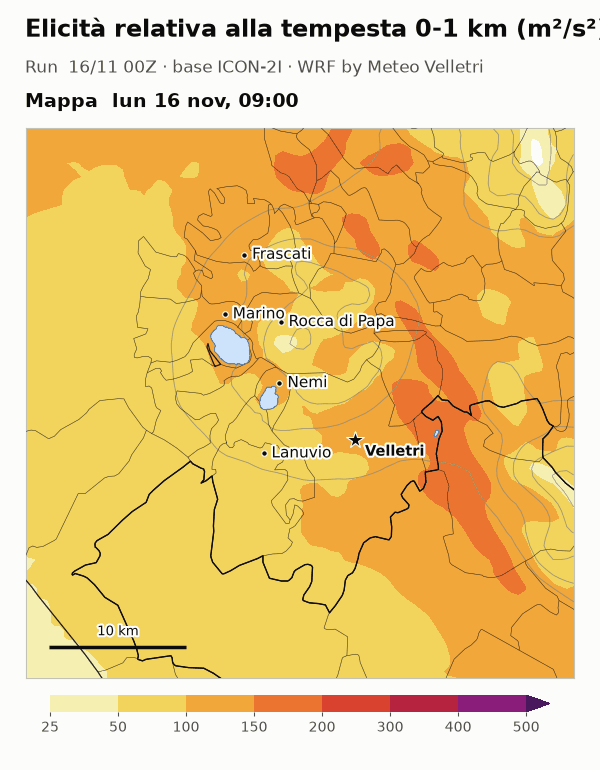 Elicità relativa alla tempesta 0-1 km (m²/s²)
Run  16/11 00Z · base ICON-2I · WRF by Meteo Velletri
Mappa  lun 16 nov, 09:00
Frascati
Marino
Rocca di Papa
Nemi
Velletri
Lanuvio
10 km
25 50 100 150 200 300 400 500